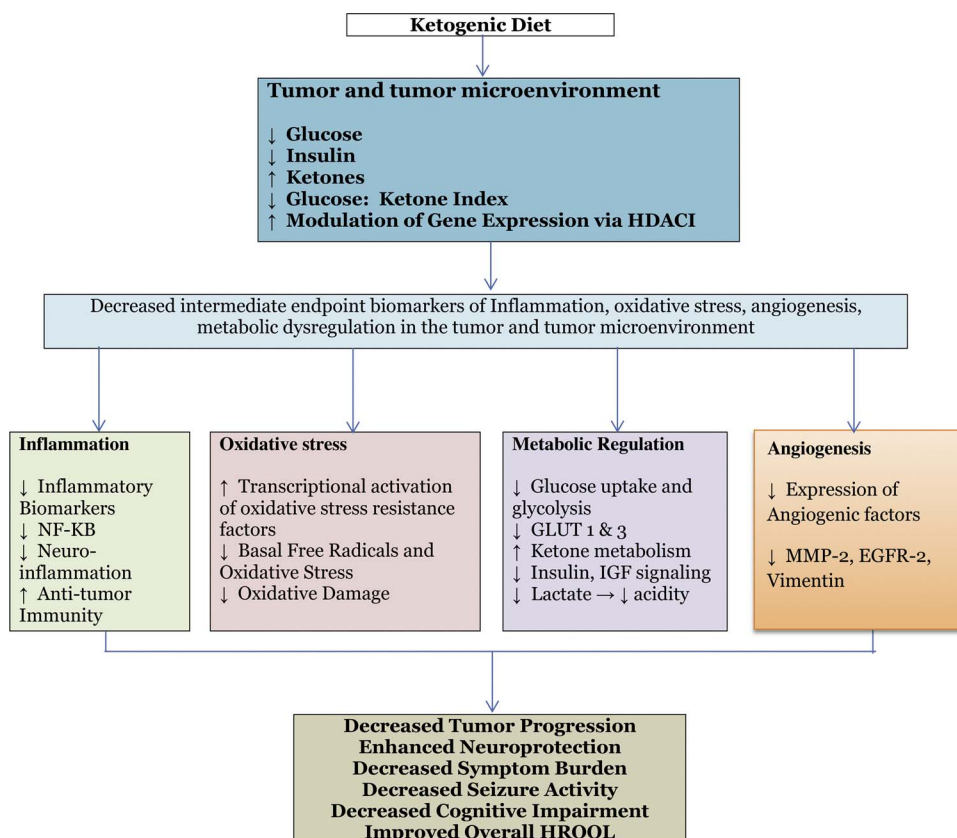 Ketogenic Diet
Tumor and tumor microenvironment
↓ Glucose
↓ Insulin
↑ Ketones
↓ Glucose: Ketone Index
↑ Modulation of Gene Expression via HDACI
Decreased intermediate endpoint biomarkers of Inflammation, oxidative stress, angiogenesis,
metabolic dysregulation in the tumor and tumor microenvironment
Inflammation
↓ Inflammatory
Biomarkers
↓ NF-KB
↓ Neuro-
inflammation
↑ Anti-tumor
Immunity
Oxidative stress
↑ Transcriptional activation
of oxidative stress resistance
factors
↓ Basal Free Radicals and
Oxidative Stress
↓ Oxidative Damage
Metabolic Regulation
↓ Glucose uptake and
glycolysis
↓ GLUT 1 & 3
↑ Ketone metabolism
↓ Insulin, IGF signaling
↓ Lactate → ↓ acidity
Angiogenesis
↓ Expression of
Angiogenic factors
↓ MMP-2, EGFR-2,
Vimentin
Decreased Tumor Progression
Enhanced Neuroprotection
Decreased Symptom Burden
Decreased Seizure Activity
Decreased Cognitive Impairment
Improved Overall HRQOL